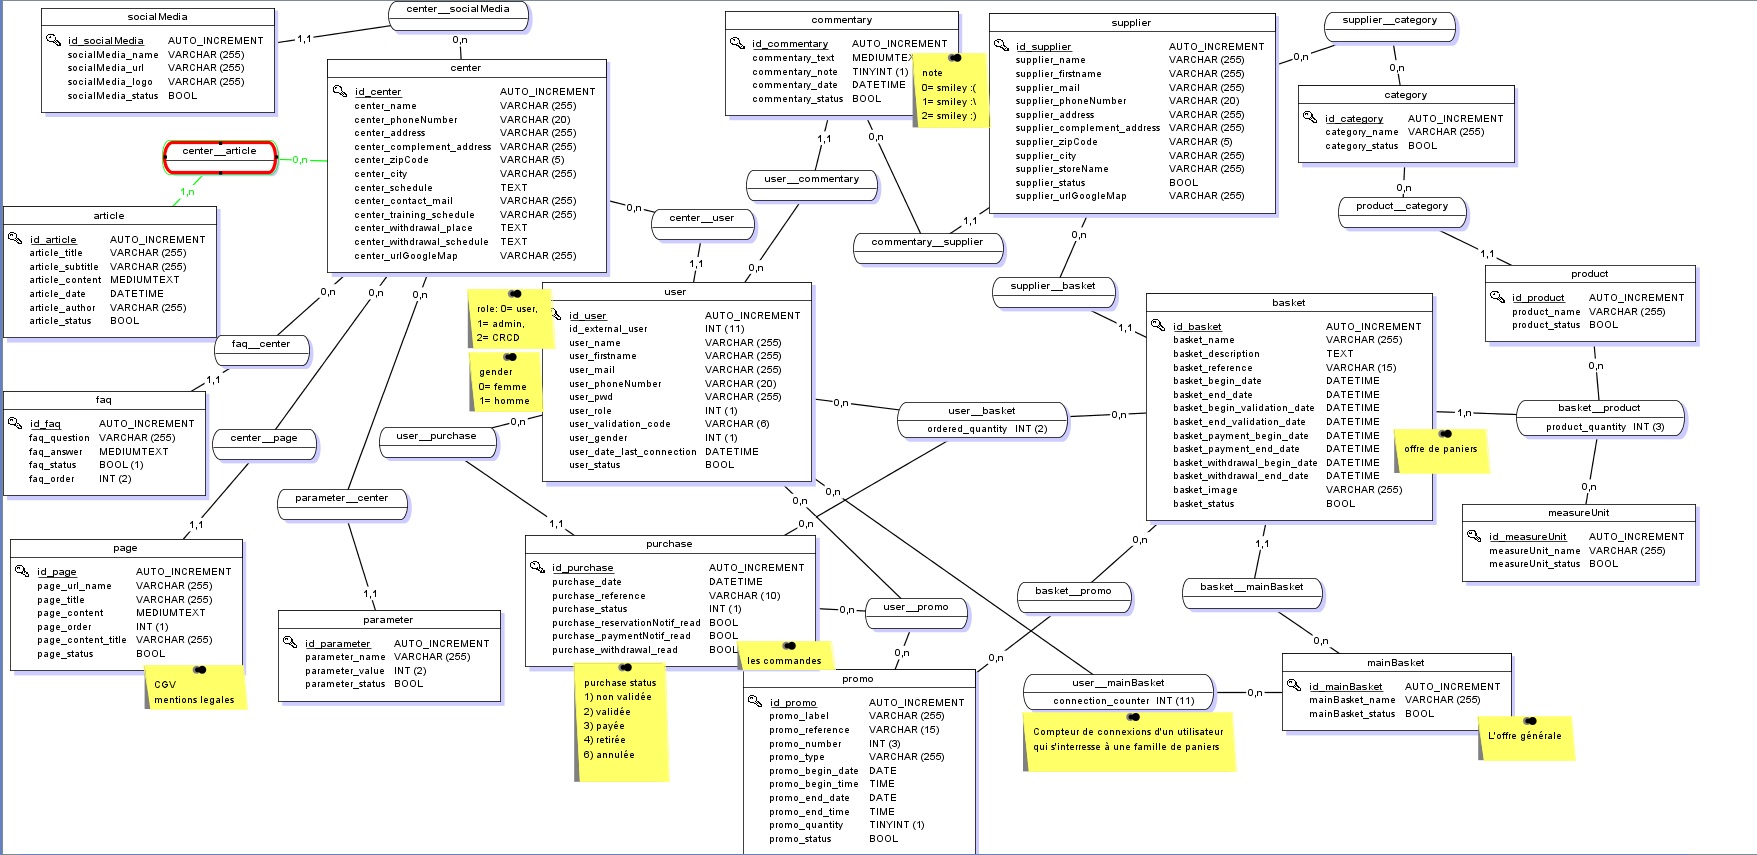 socialMedia
id_socialMedia AUTO_INCREMENT
socialMedia_name VARCHAR (255)
socialMedia_url VARCHAR (255)
socialMedia_logo VARCHAR (255)
socialMedia_status BOOL
center__socialMedia
1,1
0,n
center
id_center AUTO_INCREMENT
center_name VARCHAR (255)
center_phoneNumber VARCHAR (20)
center_address VARCHAR (255)
center_complement_address VARCHAR (255)
center_zipCode VARCHAR (5)
center_city VARCHAR (255)
center_schedule TEXT
center_contact_mail VARCHAR (255)
center_training_schedule VARCHAR (255)
center_withdrawal_place TEXT
center_withdrawal_schedule TEXT
center_urlGoogleMap VARCHAR (255)
center__article
0,n
1,n
article
id_article AUTO_INCREMENT
article_title VARCHAR (255)
article_subtitle VARCHAR (255)
article_content MEDIUMTEXT
article_date DATETIME
article_author VARCHAR (255)
article_status BOOL
commentary
id_commentary AUTO_INCREMENT
commentary_text MEDIUMTEX
commentary_note TINYINT (1)
commentary_date DATETIME
commentary_status BOOL
note
0= smiley :(
1= smiley :\
2= smiley :)
supplier
id_supplier AUTO_INCREMENT
supplier_name VARCHAR (255)
supplier_firstname VARCHAR (255)
supplier_mail VARCHAR (255)
supplier_phoneNumber VARCHAR (20)
supplier_address VARCHAR (255)
supplier_complement_address VARCHAR (255)
supplier_zipCode VARCHAR (5)
supplier_city VARCHAR (255)
supplier_storeName VARCHAR (255)
supplier_status BOOL
supplier_urlGoogleMap VARCHAR (255)
supplier__category
0,n
0,n
category
id_category AUTO_INCREMENT
category_name VARCHAR (255)
category_status BOOL
0,n
product__category
1,1
product
id_product AUTO_INCREMENT
product_name VARCHAR (255)
product_status BOOL
0,n
1,1
0,n
user__commentary
0,n
commentary__supplier
1,1
0,n
center__user
1,1
0,n
supplier__basket
1,1
user
id_user AUTO_INCREMENT
id_external_user INT (11)
user_name VARCHAR (255)
user_firstname VARCHAR (255)
user_mail VARCHAR (255)
user_phoneNumber VARCHAR (20)
user_pwd VARCHAR (255)
user_role INT (1)
user_validation_code VARCHAR (6)
user_gender INT (1)
user_date_last_connection DATETIME
user_status BOOL
role: 0= user,
1= admin,
2= CRCD
gender
0= femme
1= homme
basket
id_basket AUTO_INCREMENT
basket_name VARCHAR (255)
basket_description TEXT
basket_reference VARCHAR (15)
basket_begin_date DATETIME
basket_end_date DATETIME
basket_begin_validation_date DATETIME
basket_end_validation_date DATETIME
basket_payment_begin_date DATETIME
basket_payment_end_date DATETIME
basket_withdrawal_begin_date DATETIME
basket_withdrawal_end_date DATETIME
basket_image VARCHAR (255)
basket_status BOOL
offre de paniers
0,n
0,n
0,n
faq__center
1,1
faq
id_faq AUTO_INCREMENT
faq_question VARCHAR (255)
faq_answer MEDIUMTEXT
faq_status BOOL (1)
faq_order INT (2)
center__page
1,1
page
id_page AUTO_INCREMENT
page_url_name VARCHAR (255)
page_title VARCHAR (255)
page_content MEDIUMTEXT
page_order INT (1)
page_content_title VARCHAR (255)
page_status BOOL
CGV
mentions legales
parameter__center
1,1
parameter
id_parameter AUTO_INCREMENT
parameter_name VARCHAR (255)
parameter_value INT (2)
parameter_status BOOL
user__purchase
0,n
1,1
0,n
user__basket
ordered_quantity INT (2)
0,n
1,n
basket__product
product_quantity INT (3)
0,n
measureUnit
id_measureUnit AUTO_INCREMENT
measureUnit_name VARCHAR (255)
measureUnit_status BOOL
0,n
0,n
0,n
purchase
id_purchase AUTO_INCREMENT
purchase_date DATETIME
purchase_reference VARCHAR (10)
purchase_status INT (1)
purchase_reservationNotif_read BOOL
purchase_paymentNotif_read BOOL
purchase_withdrawal_read BOOL
les commandes
purchase status
1) non validée
2) validée
3) payée
4) retirée
6) annulée
0,n
user__promo
0,n
0,n
basket__promo
0,n
1,1
basket__mainBasket
0,n
promo
id_promo AUTO_INCREMENT
promo_label VARCHAR (255)
promo_reference VARCHAR (15)
promo_number INT (3)
promo_type VARCHAR (255)
promo_begin_date DATE
promo_begin_time TIME
promo_end_date DATE
promo_end_time TIME
promo_quantity TINYINT (1)
promo_status BOOL
user__mainBasket
connection_counter INT (11)
0,n
Compteur de connexions d'un utilisateur
qui s'interresse à une famille de paniers
mainBasket
id_mainBasket AUTO_INCREMENT
mainBasket_name VARCHAR (255)
mainBasket_status BOOL
L'offre générale